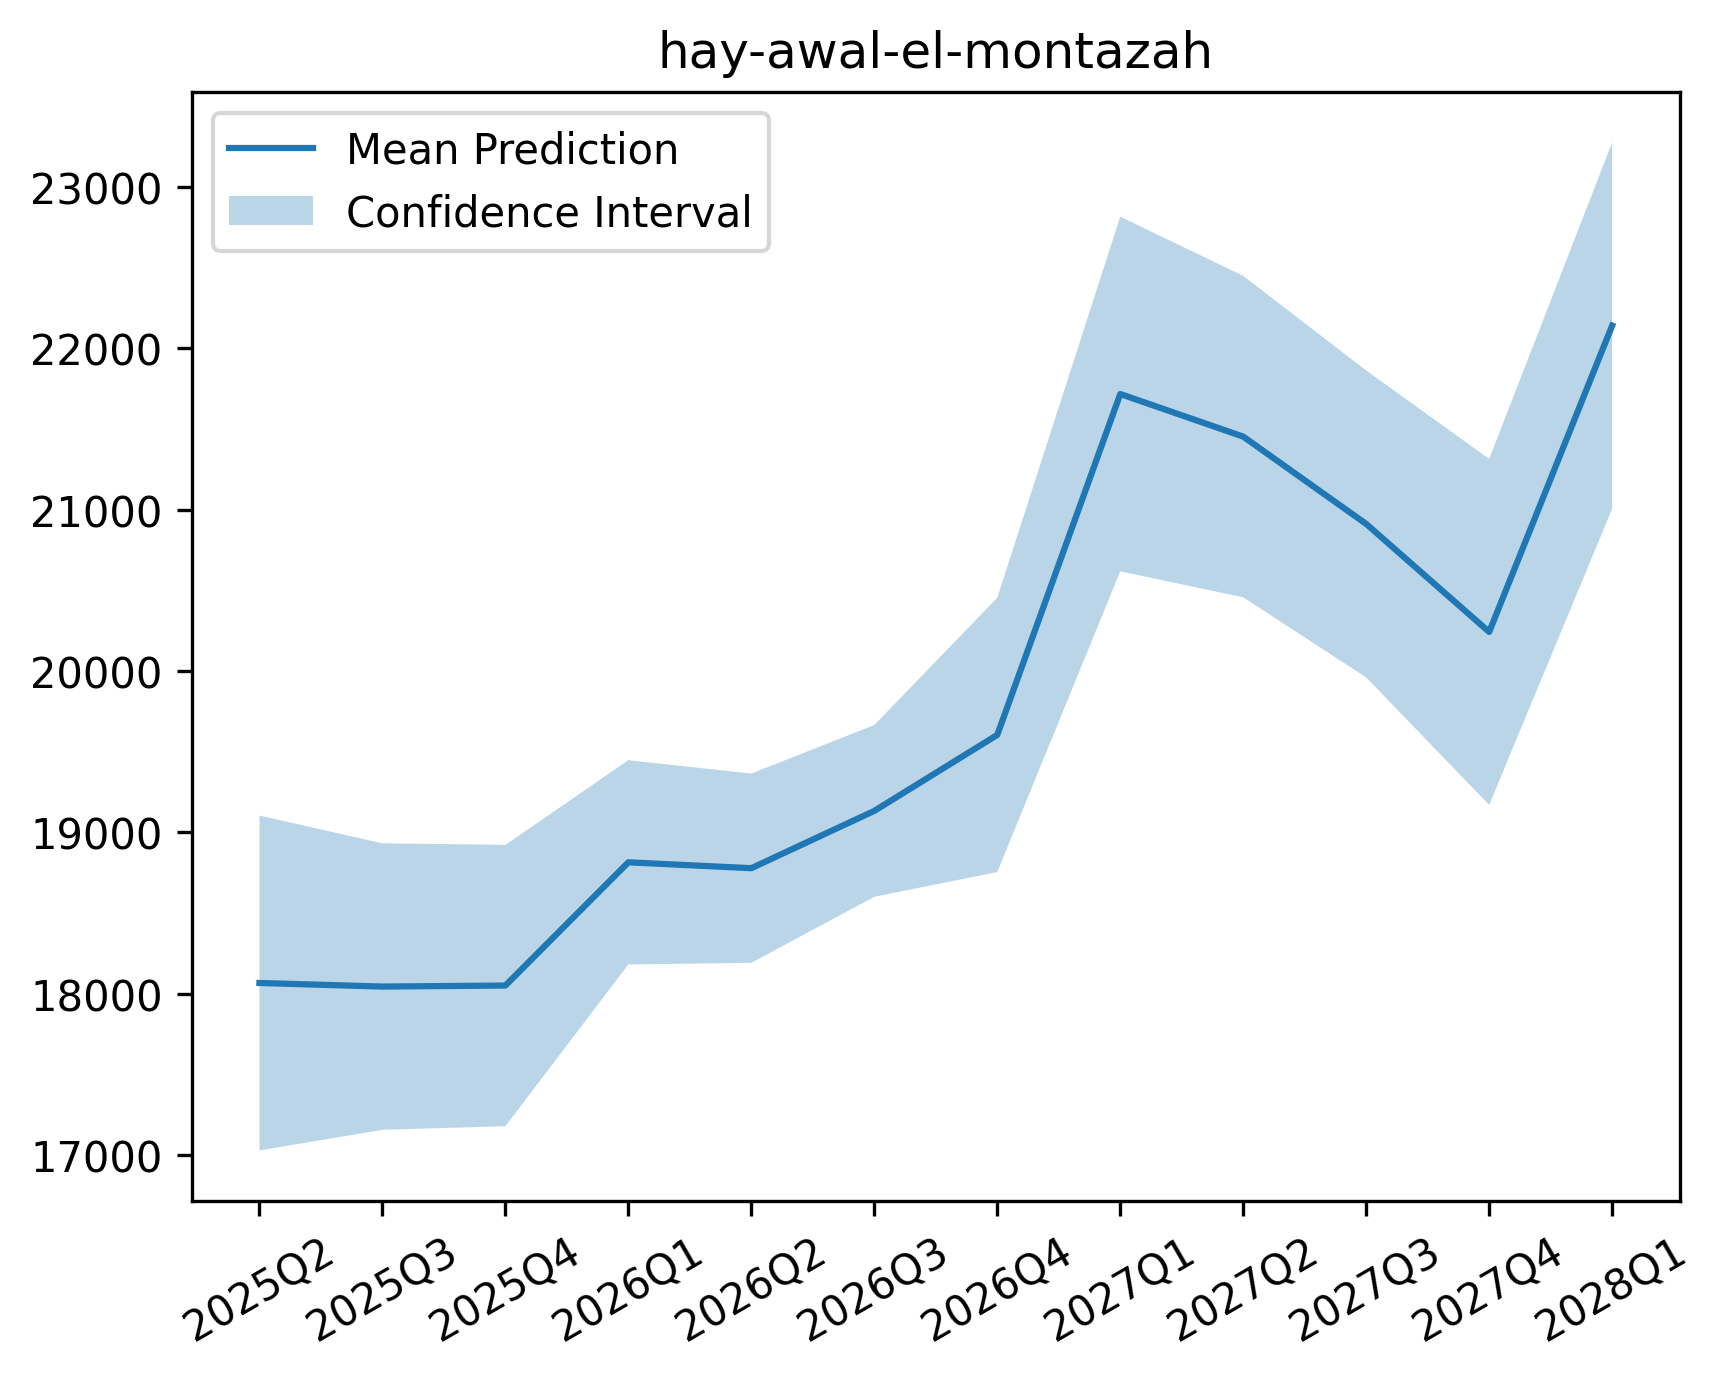 hay-awal-el-montazah
Mean Prediction
Confidence Interval
23000
22000
21000
20000
19000
18000
17000
2025Q2
2025Q3
2025Q4
2026Q1
2026Q2
2026Q3
2026Q4
2027Q1
2027Q2
2027Q3
2027Q4
2028Q1